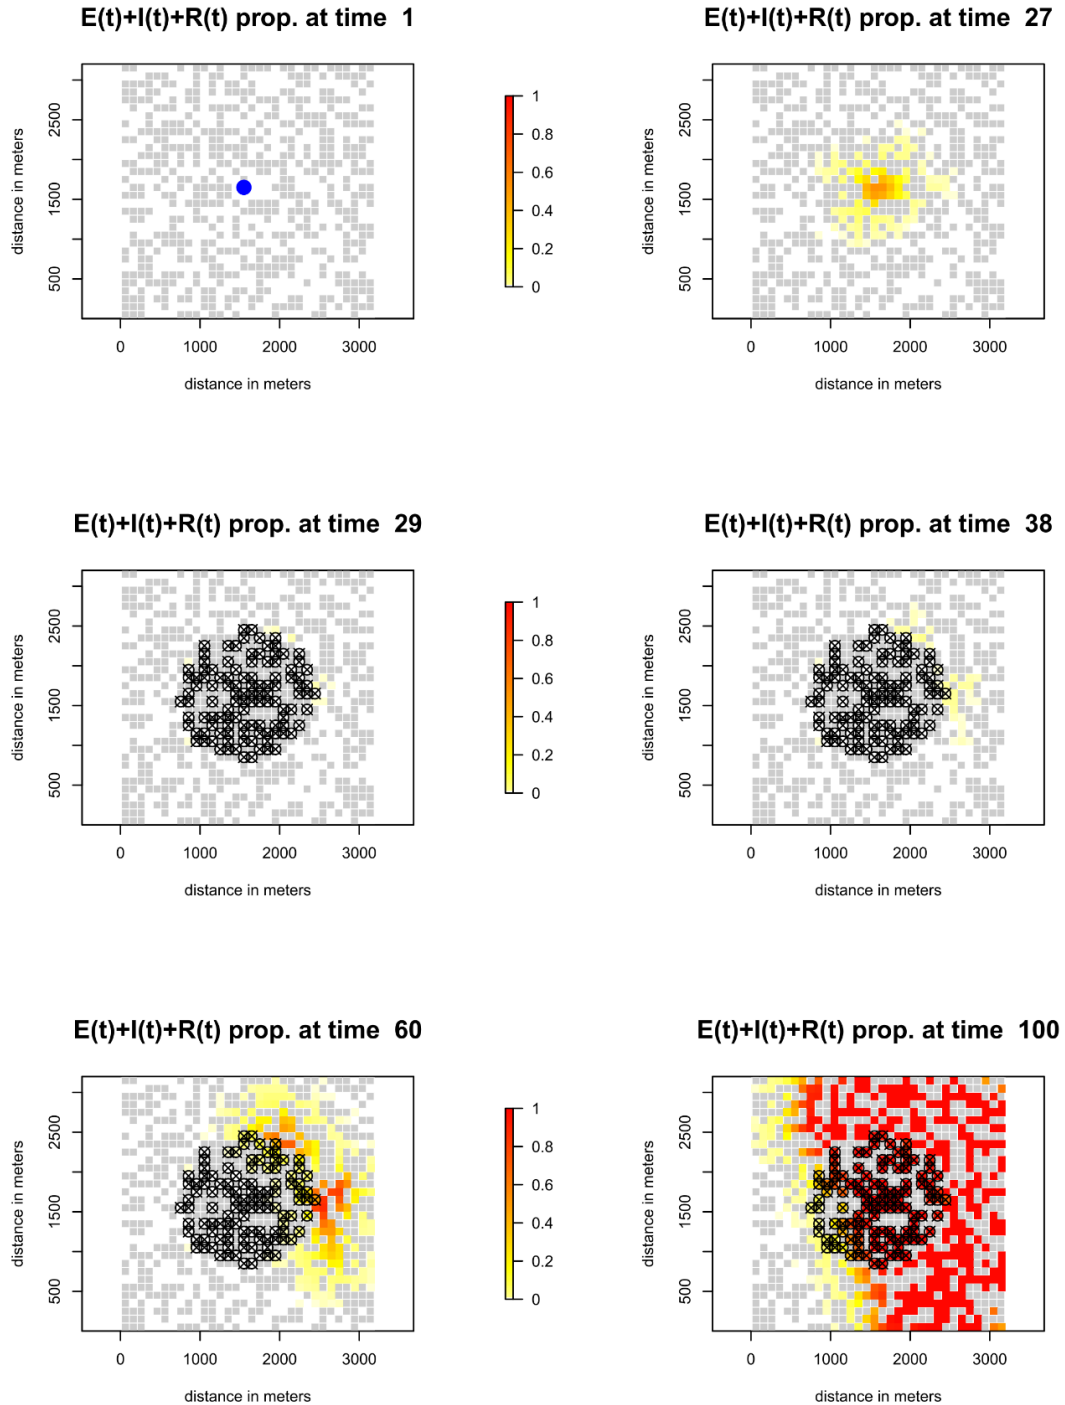 E(t)+I(t)+R(t) prop. at time 1
distance in meters
500 1500 2500
0 1000 2000 3000
distance in meters
1
0.8
0.6
0.4
0.2
0
E(t)+I(t)+R(t) prop. at time 27
distance in meters
500 1500 2500
0 1000 2000 3000
distance in meters
E(t)+I(t)+R(t) prop. at time 29
distance in meters
500 1500 2500
0 1000 2000 3000
distance in meters
1
0.8
0.6
0.4
0.2
0
E(t)+I(t)+R(t) prop. at time 38
distance in meters
500 1500 2500
0 1000 2000 3000
distance in meters
E(t)+I(t)+R(t) prop. at time 60
distance in meters
500 1500 2500
0 1000 2000 3000
distance in meters
1
0.8
0.6
0.4
0.2
0
E(t)+I(t)+R(t) prop. at time 100
distance in meters
500 1500 2500
0 1000 2000 3000
distance in meters